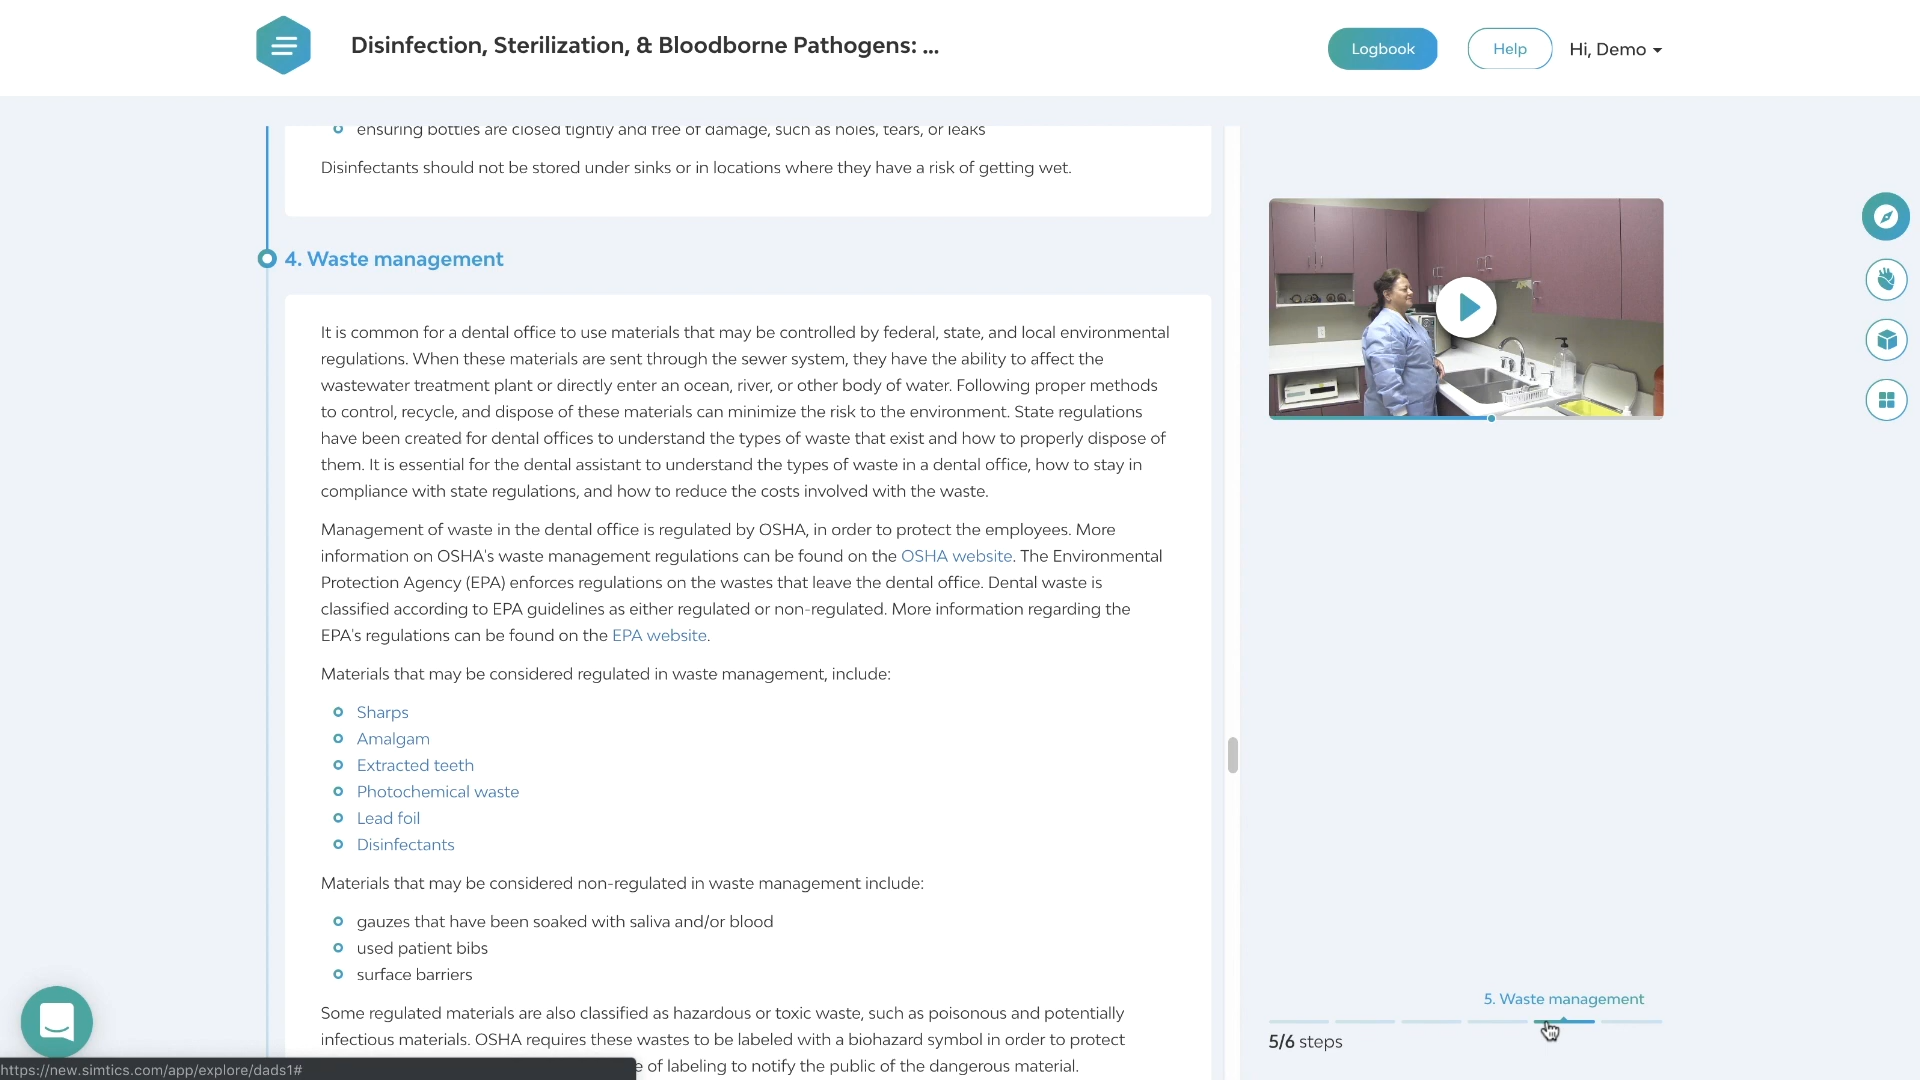 Disinfection, Sterilization, & Bloodborne Pathogens: ...
Logbook
Help
Hi, Demo
ensuring bottles are closed tightly and free of damage, such as holes, tears, or leaks
Disinfectants should not be stored under sinks or in locations where they have a risk of getting wet.
4. Waste management
It is common for a dental office to use materials that may be controlled by federal, state, and local environmental
regulations. When these materials are sent through the sewer system, they have the ability to affect the
wastewater treatment plant or directly enter an ocean, river, or other body of water. Following proper methods
to control, recycle, and dispose of these materials can minimize the risk to the environment. State regulations
have been created for dental offices to understand the types of waste that exist and how to properly dispose of
them. It is essential for the dental assistant to understand the types of waste in a dental office, how to stay in
compliance with state regulations, and how to reduce the costs involved with the waste.
Management of waste in the dental office is regulated by OSHA, in order to protect the employees. More
information on OSHA's waste management regulations can be found on the OSHA website. The Environmental
Protection Agency (EPA) enforces regulations on the wastes that leave the dental office. Dental waste is
classified according to EPA guidelines as either regulated or non-regulated. More information regarding the
EPA's regulations can be found on the EPA website.
Materials that may be considered regulated in waste management, include:
Sharps
Amalgam
Extracted teeth
Photochemical waste
Lead foil
Disinfectants
Materials that may be considered non-regulated in waste management include:
gauzes that have been soaked with saliva and/or blood
used patient bibs
surface barriers
Some regulated materials are also classified as hazardous or toxic waste, such as poisonous and potentially
infectious materials. OSHA requires these wastes to be labeled with a biohazard symbol in order to protect
e of labeling to notify the public of the dangerous material.
5. Waste management
5/6 steps
https://new.simtics.com/app/explore/dads1#